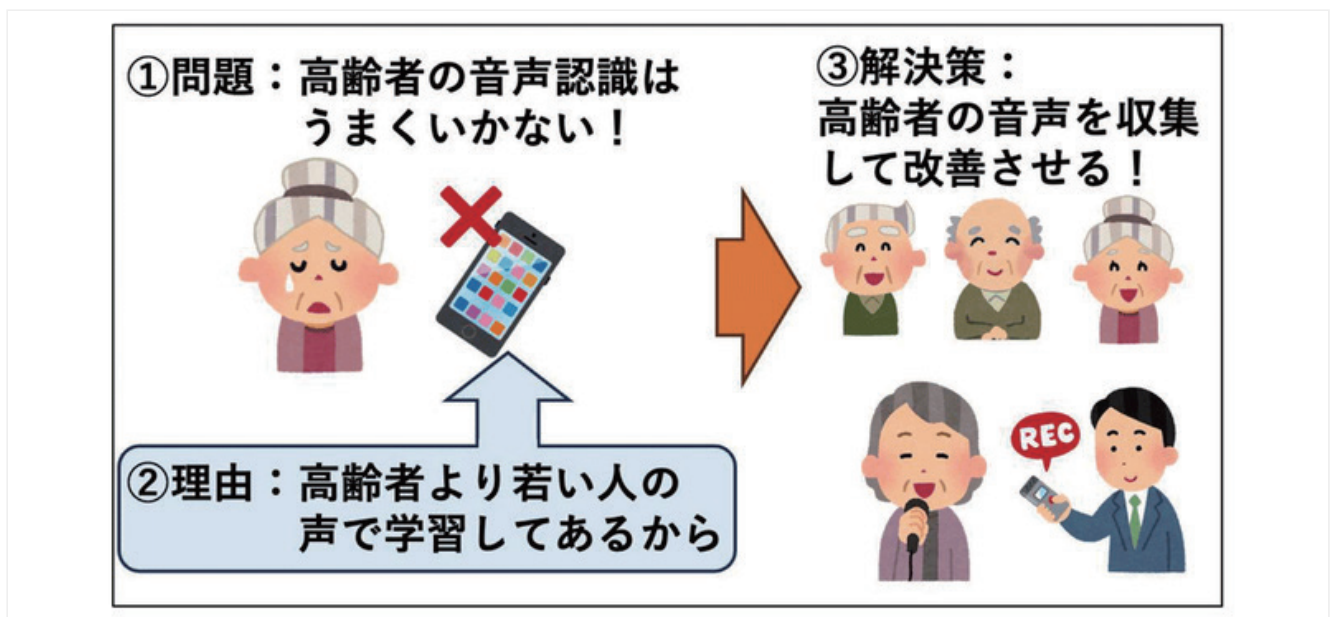 ①問題：高齢者の音声認識は
うまくいかない！
②理由：高齢者より若い人の
声で学習してあるから
③解決策：
高齢者の音声を収集
して改善させる！
REC